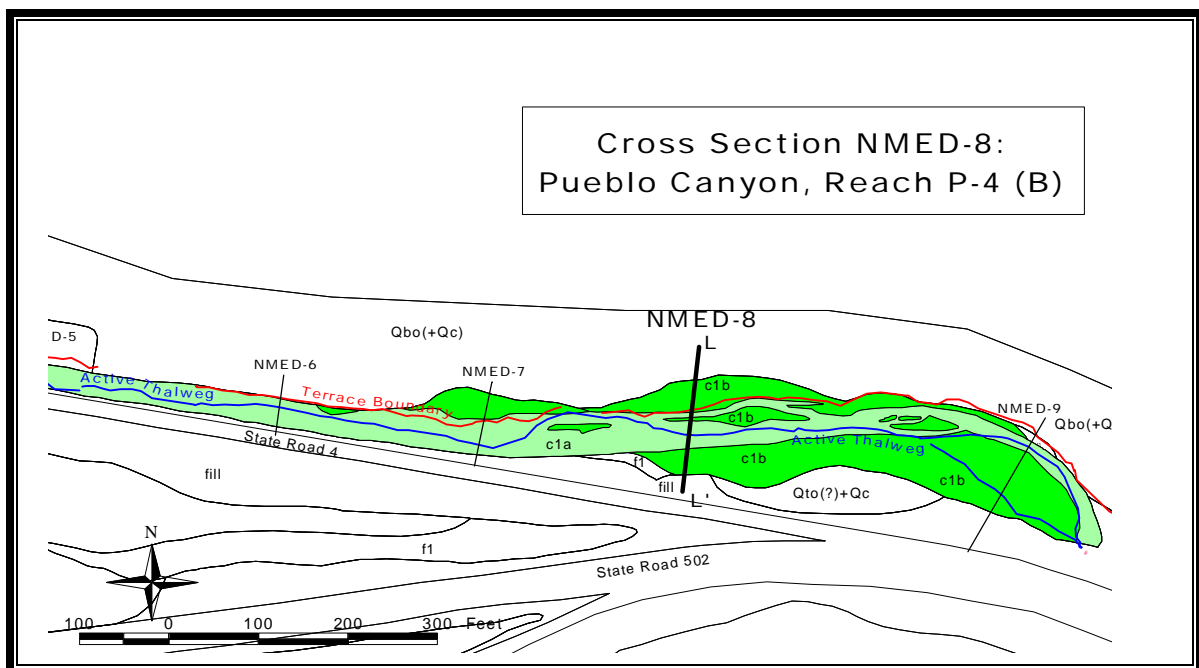 Cross Section NMED-8:
Pueblo Canyon, Reach P-4 (B)
NMED-8
L
D-5
Qbo(+Qc)
NMED-6
NMED-7
Active Thalweg
Terrace Boundary
c1b
c1b
NMED-9
Qbo(+Q
State Road 4
c1a
Active Thalweg
c1b
f1
fill
fill
L'
Qto(?)+Qc
c1b
N
f1
State Road 502
100 0 100 200 300 Feet